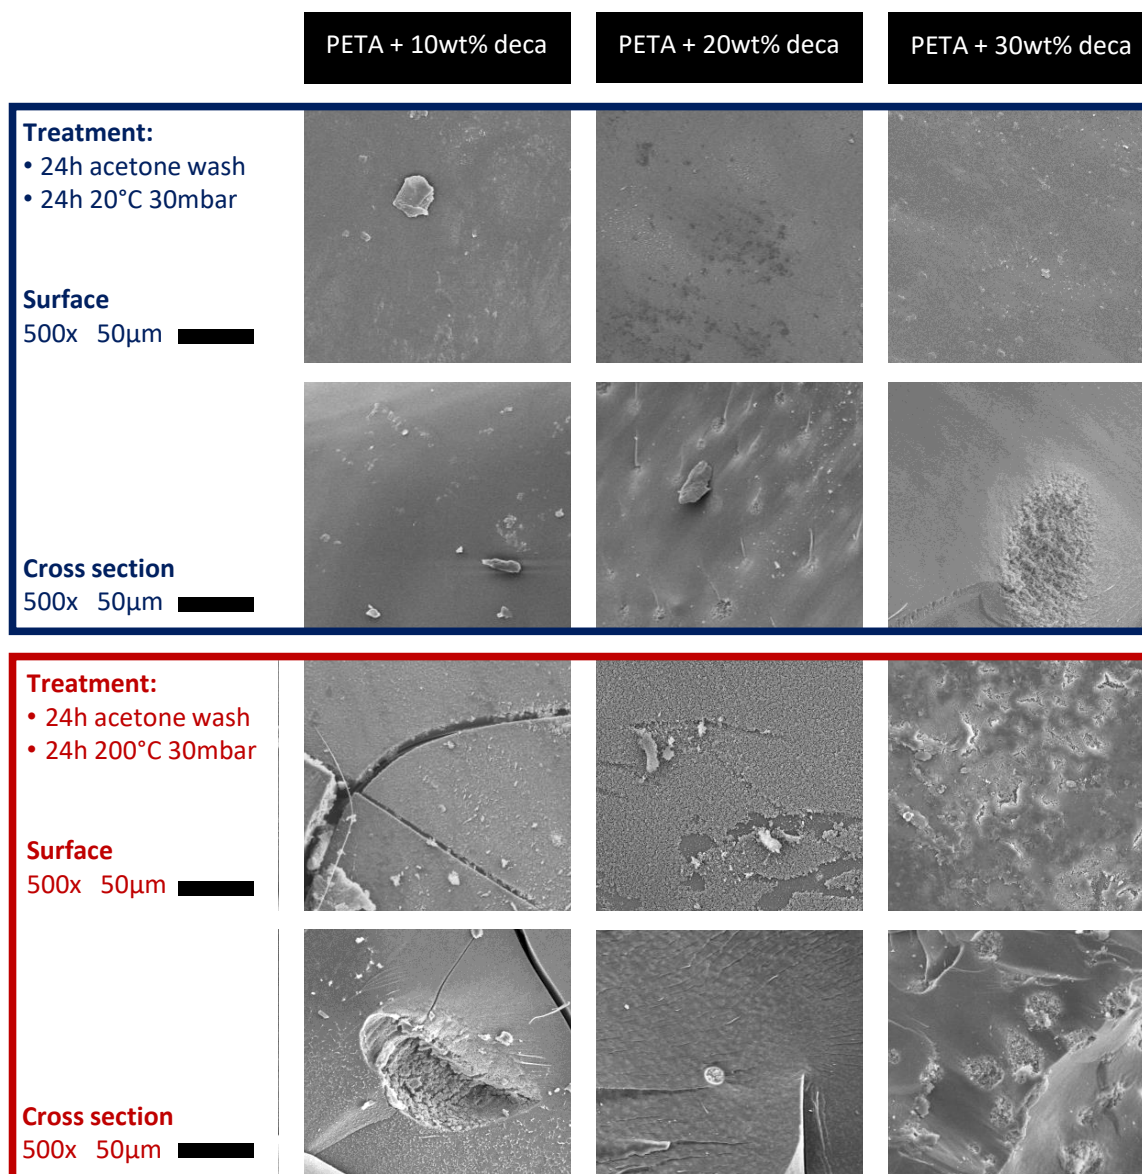 PETA + 10wt% deca
PETA + 20wt% deca
PETA + 30wt% deca
Treatment:
• 24h acetone wash
• 24h 20°C 30mbar
Surface
500x 50µm
Cross section
500x 50µm
Treatment:
• 24h acetone wash
• 24h 200°C 30mbar
Surface
500x 50µm
Cross section
500x 50µm